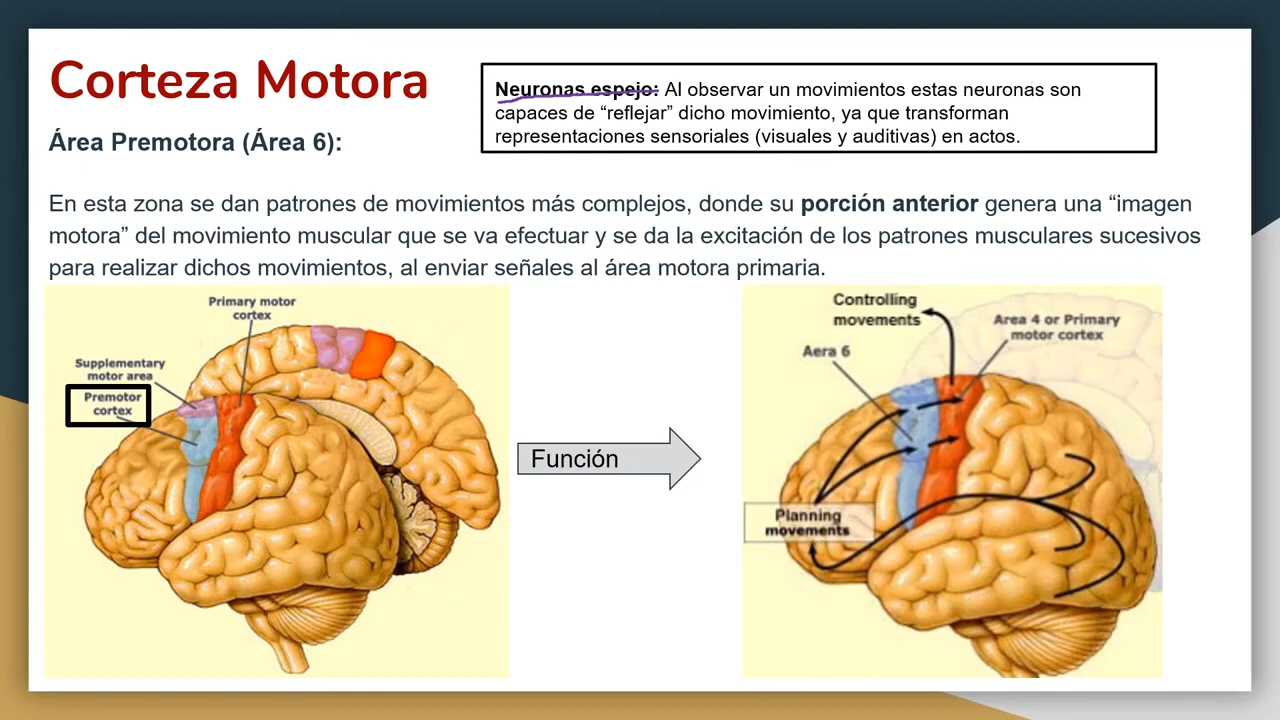 Corteza Motora
Neuronas espejo: Al observar un movimientos estas neuronas son
capaces de “reflejar” dicho movimiento, ya que transforman
representaciones sensoriales (visuales y auditivas) en actos.
Área Premotora (Área 6):
En esta zona se dan patrones de movimientos más complejos, donde su porción anterior genera una “imagen
motora” del movimiento muscular que se va efectuar y se da la excitación de los patrones musculares sucesivos
para realizar dichos movimientos, al enviar señales al área motora primaria.
Primary motor
cortex
Supplementary
motor area
Premotor
cortex
Función
Controlling
movements
Area 4 or Primary
motor cortex
Aera 6
Planning
movements